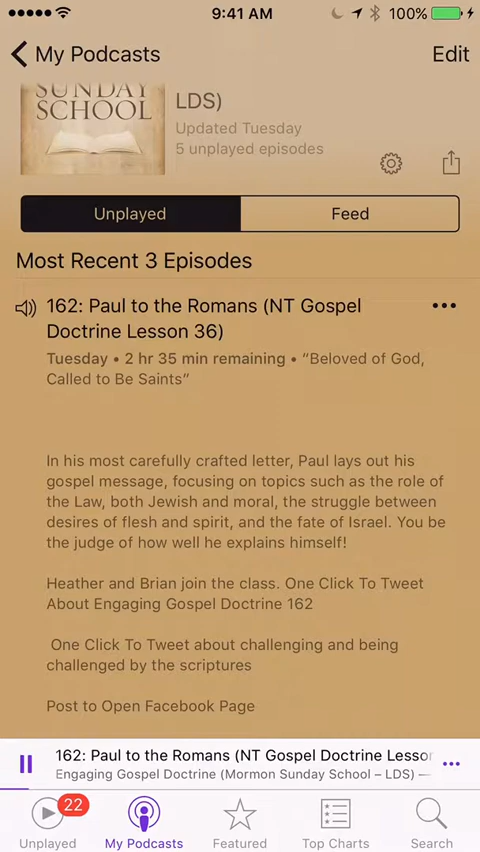 9:41 AM
100%
My Podcasts
Edit
SUNDAY
SCHOOL
LDS)
Updated Tuesday
5 unplayed episodes
Unplayed
Feed
Most Recent 3 Episodes
162: Paul to the Romans (NT Gospel
Doctrine Lesson 36)
Tuesday • 2 hr 35 min remaining • “Beloved of God,
Called to Be Saints”
In his most carefully crafted letter, Paul lays out his
gospel message, focusing on topics such as the role of
the Law, both Jewish and moral, the struggle between
desires of flesh and spirit, and the fate of Israel. You be
the judge of how well he explains himself!
Heather and Brian join the class. One Click To Tweet
About Engaging Gospel Doctrine 162
One Click To Tweet about challenging and being
challenged by the scriptures
Post to Open Facebook Page
162: Paul to the Romans (NT Gospel Doctrine Lesson
Engaging Gospel Doctrine (Mormon Sunday School – LDS) —
22
Unplayed
My Podcasts
Featured
Top Charts
Search